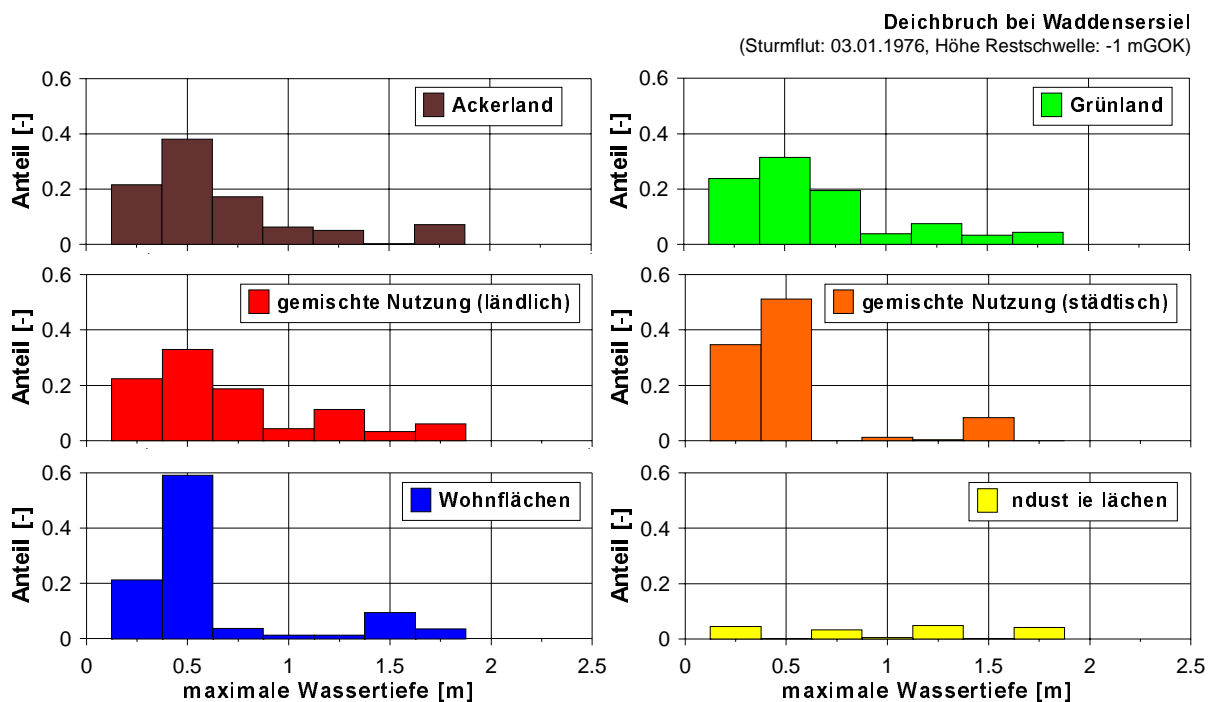 Deichbruch bei Waddensersiel
(Sturmflut: 03.01.1976, Höhe Restschwelle: -1 mGOK)
Anteil [-]
0.6
0.4
0.2
0
Ackerland
Anteil [-]
0.6
0.4
0.2
0
Grünland
Anteil [-]
0.6
0.4
0.2
0
gemischte Nutzung (ländlich)
Anteil [-]
0.6
0.4
0.2
0
gemischte Nutzung (städtisch)
Anteil [-]
0.6
0.4
0.2
0
Wohnflächen
0 0.5 1 1.5 2 2.5
maximale Wassertiefe [m]
Anteil [-]
0.6
0.4
0.2
0
ndust ie lächen
0 0.5 1 1.5 2 2.5
maximale Wassertiefe [m]